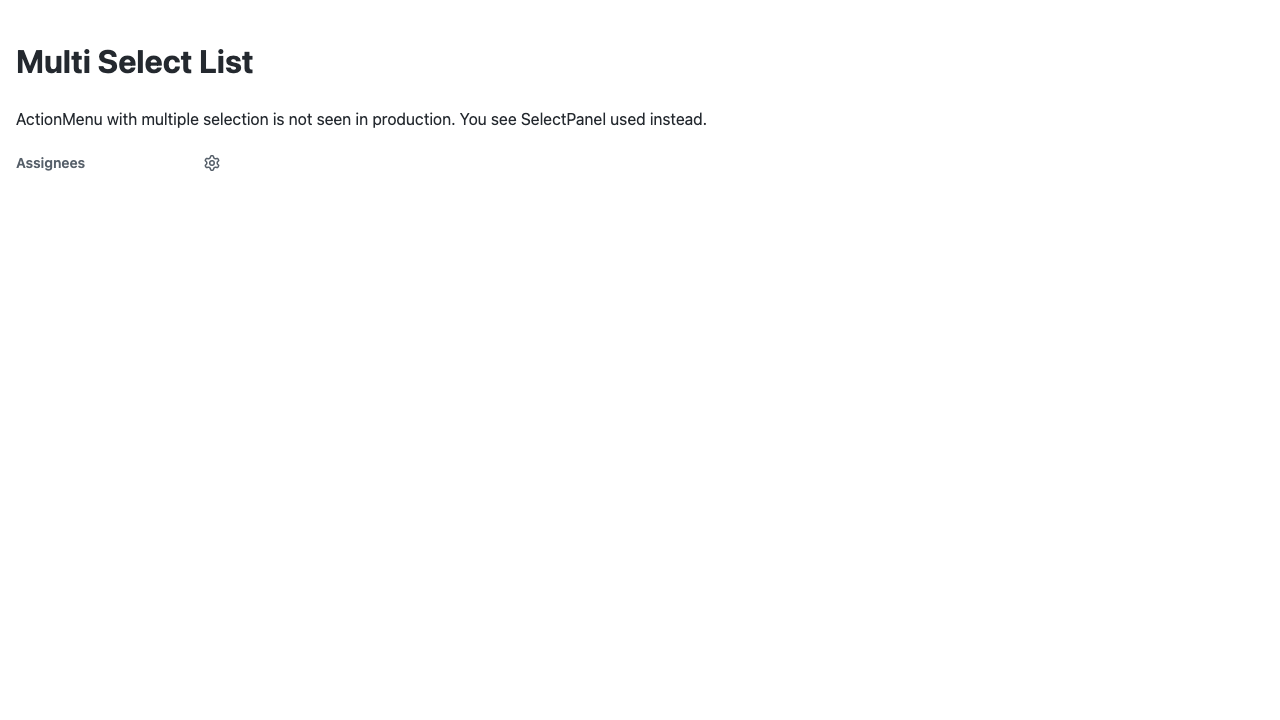 Multi Select List
ActionMenu with multiple selection is not seen in production. You see SelectPanel used instead.
Assignees